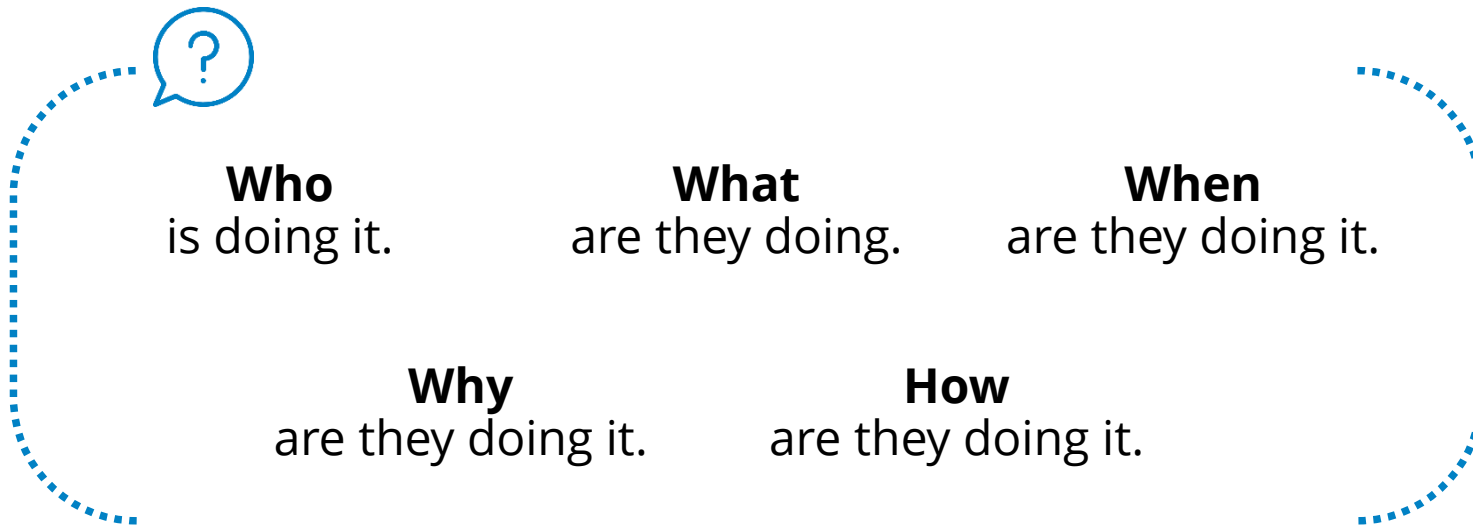 Who
is doing it.
What
are they doing.
When
are they doing it.
Why
are they doing it.
How
are they doing it.